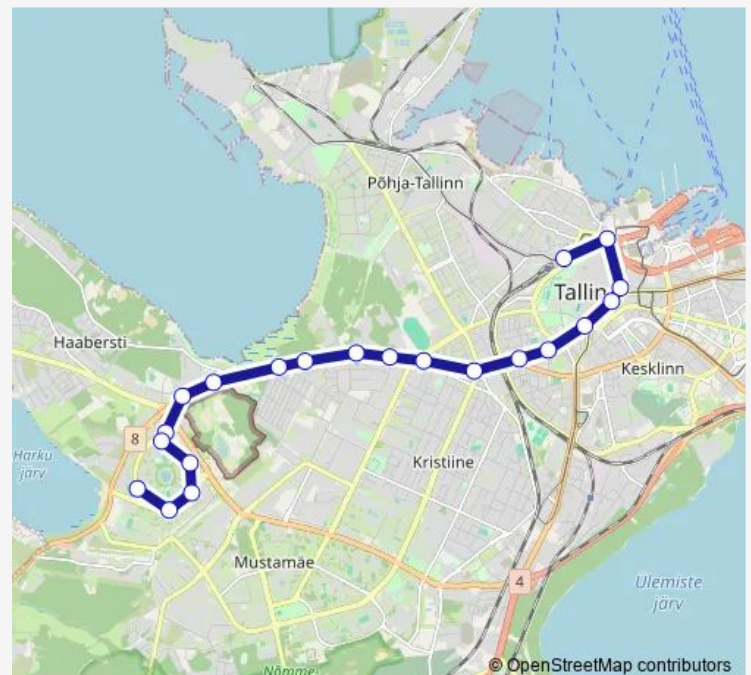 Põhja-Tallinn
Tallin
Haabersti
Kesklinn
8
Harku
järv
Kristiine
Mustamäe
4
Ülemiste
järv
Nõmme
© OpenStreetMap contributors